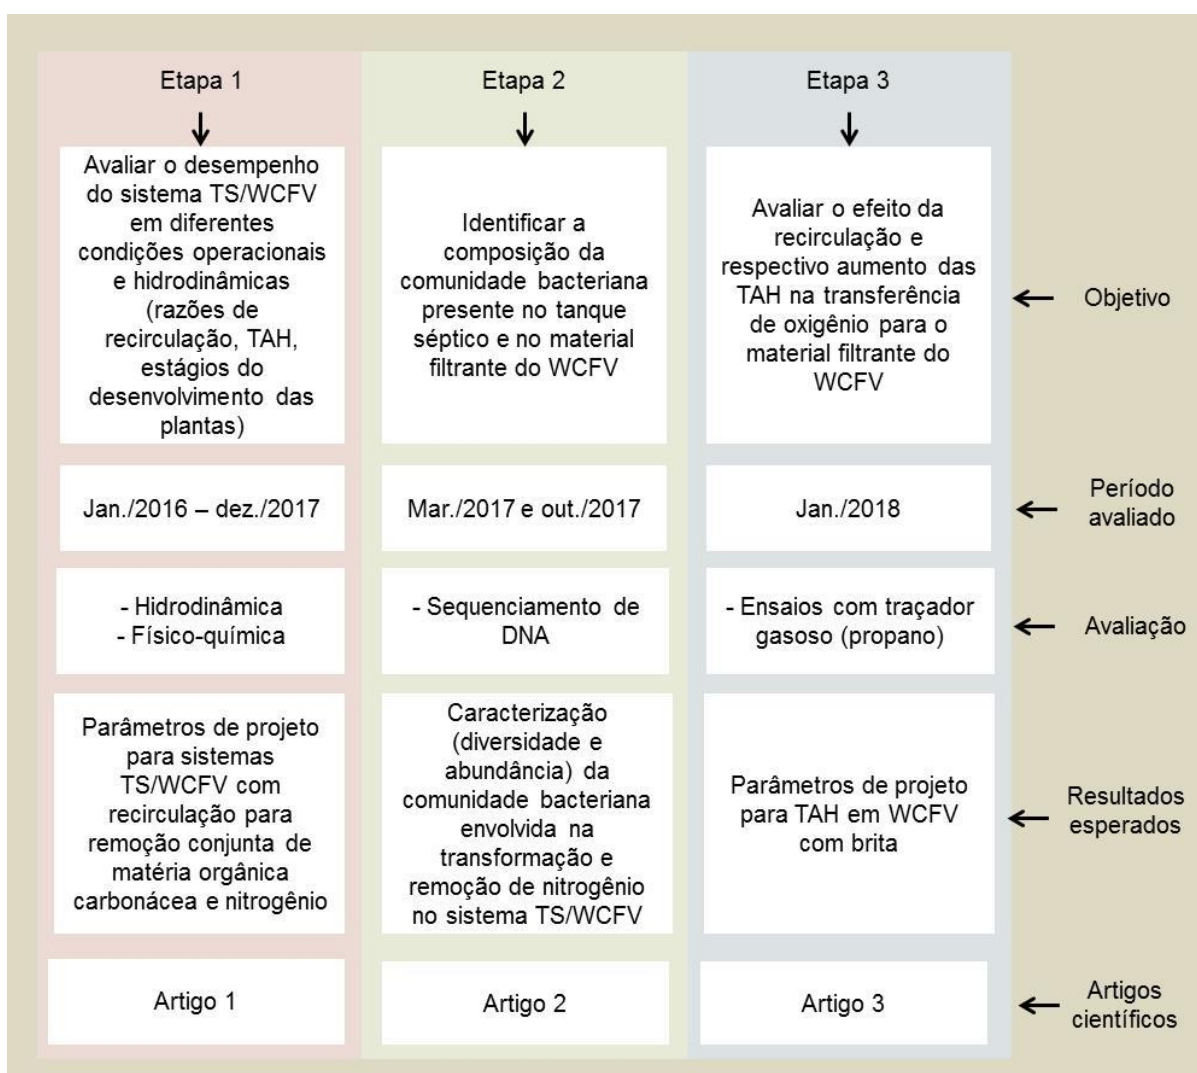 Etapa 1
Avaliar o desempenho
do sistema TS/WCFV
em diferentes
condições operacionais
e hidrodinâmicas
(razões de
recirculação, TAH,
estágios do
desenvolvimento das
plantas)
Jan./2016 – dez./2017
- Hidrodinâmica
- Físico-química
Parâmetros de projeto
para sistemas
TS/WCFV com
recirculação para
remoção conjunta de
matéria orgânica
carbonácea e nitrogênio
Artigo 1
Etapa 2
Identificar a
composição da
comunidade bacteriana
presente no tanque
séptico e no material
filtrante do WCFV
Mar./2017 e out./2017
- Sequenciamento de
DNA
Caracterização
(diversidade e
abundância) da
comunidade bacteriana
envolvida na
transformação e
remoção de nitrogênio
no sistema TS/WCFV
Artigo 2
Etapa 3
Avaliar o efeito da
recirculação e
respectivo aumento das
TAH na transferência
de oxigênio para o
material filtrante do
WCFV
Jan./2018
- Ensaios com traçador
gasoso (propano)
Parâmetros de projeto
para TAH em WCFV
com brita
Artigo 3
Objetivo
Período
avaliado
Avaliação
Resultados
esperados
Artigos
científicos